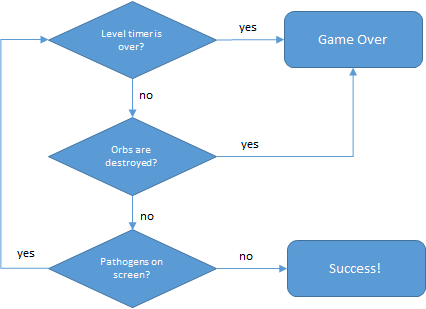 Level timer is
over?
yes
Game Over
no
Orbs are
destroyed?
yes
no
yes
Pathogens on
screen?
no
Success!